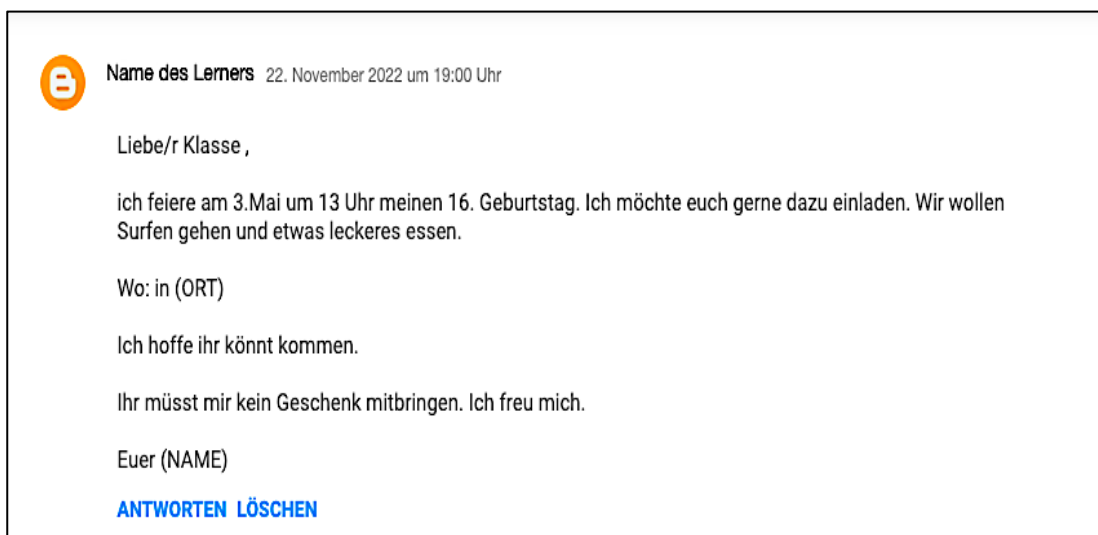 Name des Lerners 22. November 2022 um 19:00 Uhr
Liebe/r Klasse ,
ich feiere am 3.Mai um 13 Uhr meinen 16. Geburtstag. Ich möchte euch gerne dazu einladen. Wir wollen
Surfen gehen und etwas leckeres essen.
Wo: in (ORT)
Ich hoffe ihr könnt kommen.
Ihr müsst mir kein Geschenk mitbringen. Ich freu mich.
Euer (NAME)
ANTWORTEN LÖSCHEN